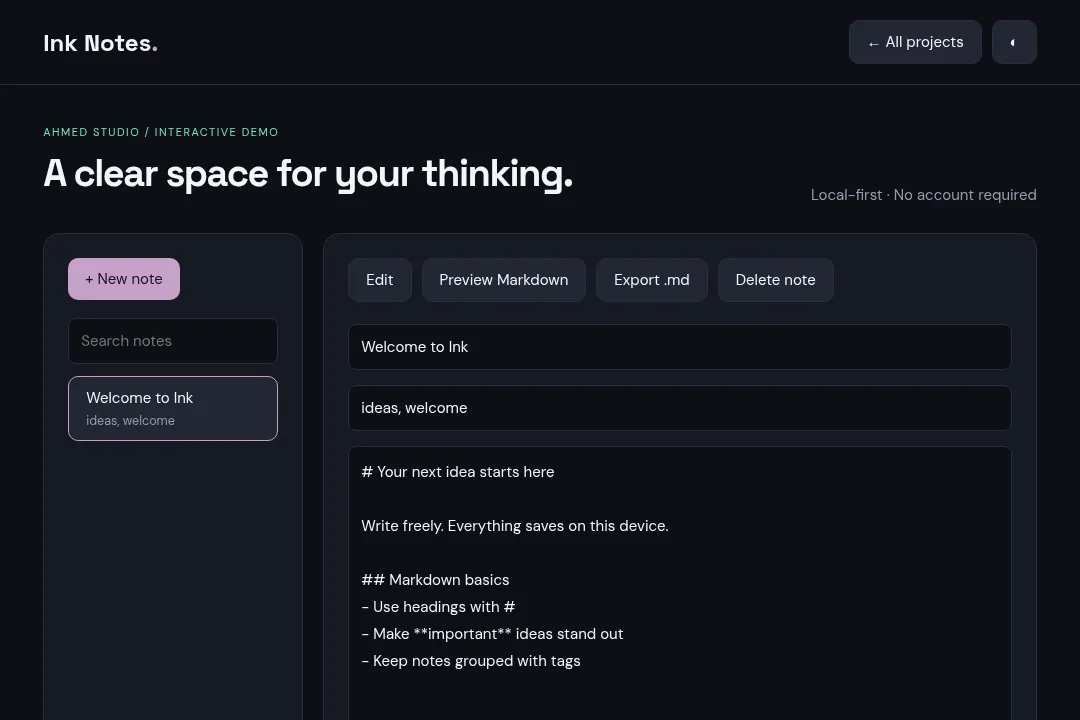 Ink Notes.
← All projects
AHMED STUDIO / INTERACTIVE DEMO
A clear space for your thinking.
Local-first · No account required
+ New note
Search notes
Welcome to Ink
ideas, welcome
Edit
Preview Markdown
Export .md
Delete note
Welcome to Ink
ideas, welcome
# Your next idea starts here
Write freely. Everything saves on this device.
## Markdown basics
- Use headings with #
- Make **important** ideas stand out
- Keep notes grouped with tags